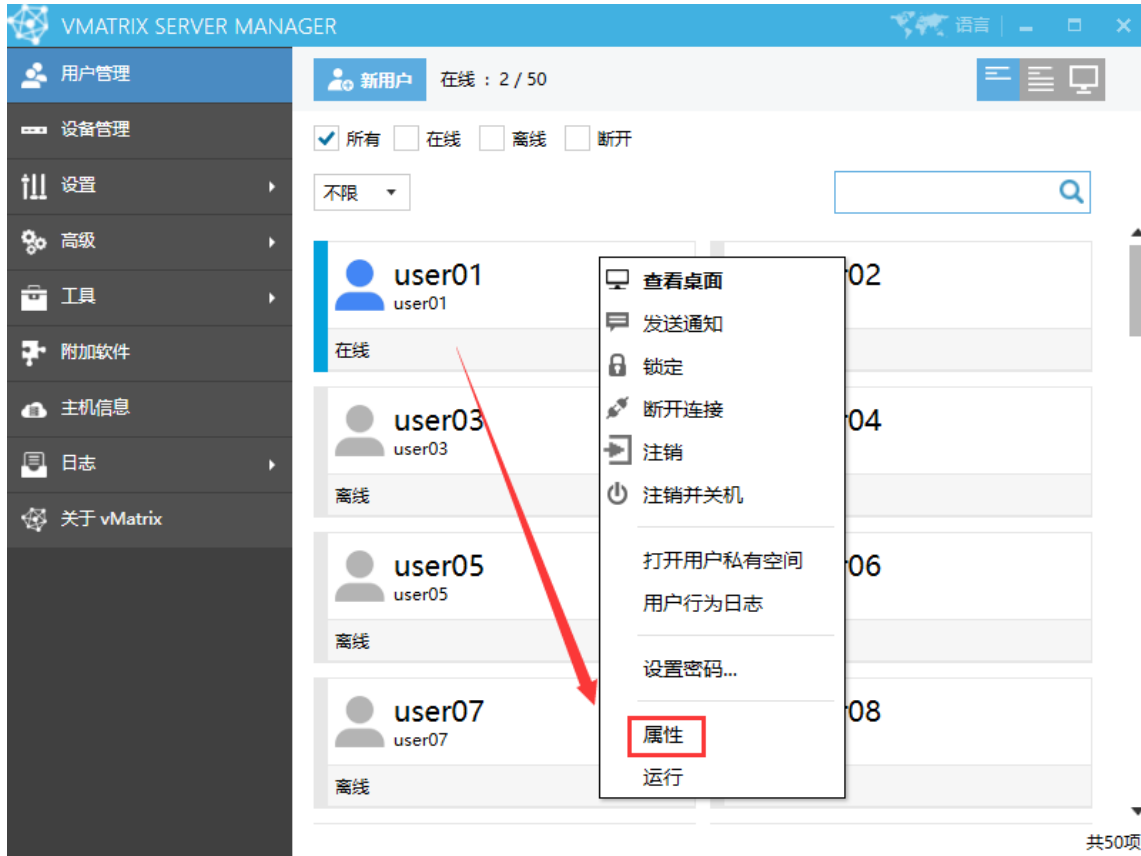 VMATRIX SERVER MANAGER
语言
用户管理
设备管理
设置
高级
工具
附加软件
主机信息
日志
关于 vMatrix
新用户 在线 : 2 / 50
所有 在线 离线 断开
不限
user01
user01
在线
02
user03
user03
离线
04
user05
user05
离线
06
user07
user07
离线
08
查看桌面
发送通知
锁定
断开连接
注销
注销并关机
打开用户私有空间
用户行为日志
设置密码...
属性
运行
共50项